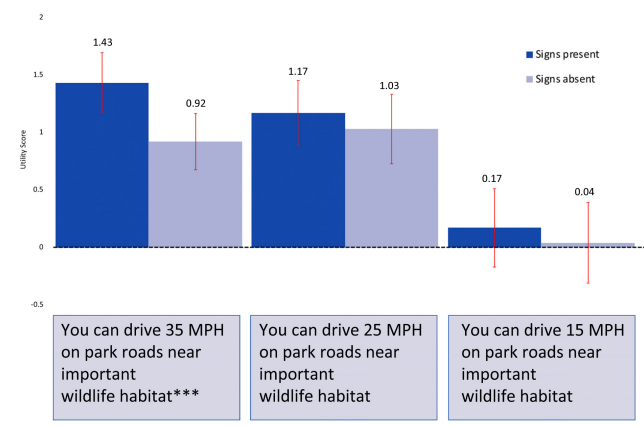 2
1.43
1.5
1.17
Signs present
Signs absent
1.03
0.92
1
Utility Score
0.5
0.17
0.04
0
-0.5
You can drive 35 MPH
on park roads near
important
wildlife habitat***
You can drive 25 MPH
on park roads near
important
wildlife habitat
You can drive 15 MPH
on park roads near
important
wildlife habitat